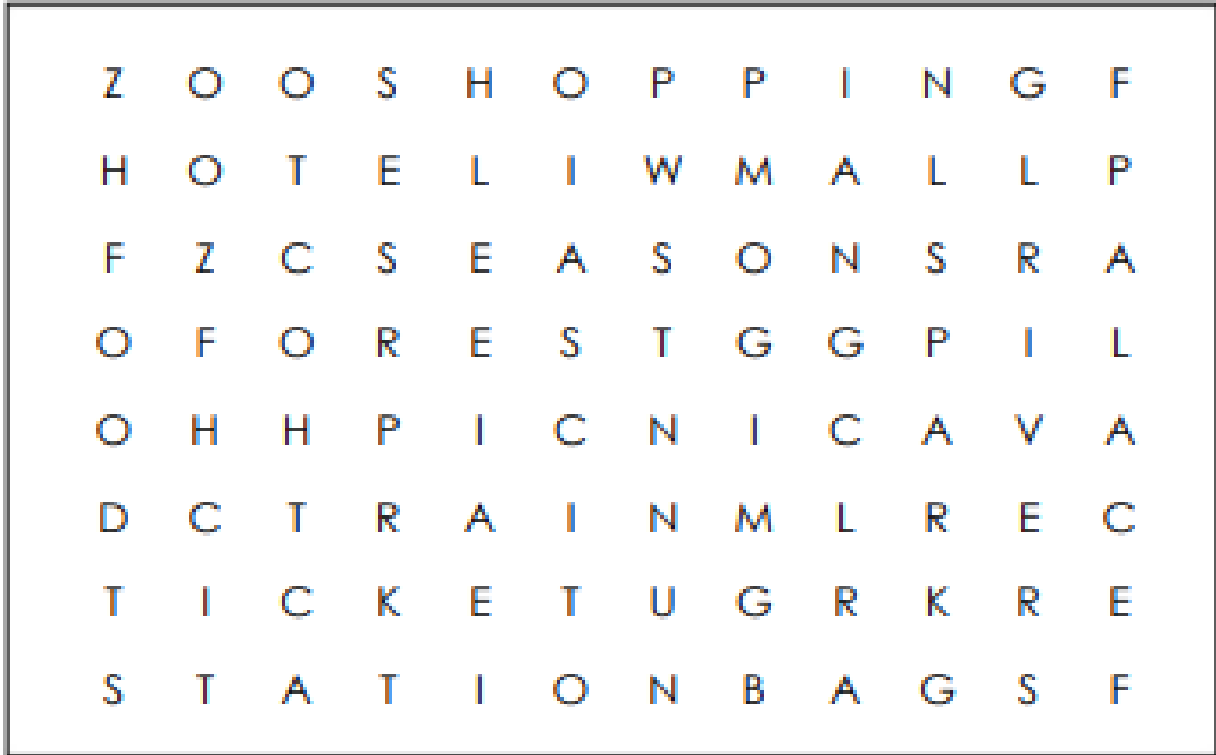 Z O O S H O P P I N G F
H O T E L I W M A L L P
F Z C S E A S O N S R A
O F O R E S T G G P I L
O H H P I C N I C A V A
D C T R A I N M L R E C
T I C K E T U G R K R E
S T A T I O N B A G S F